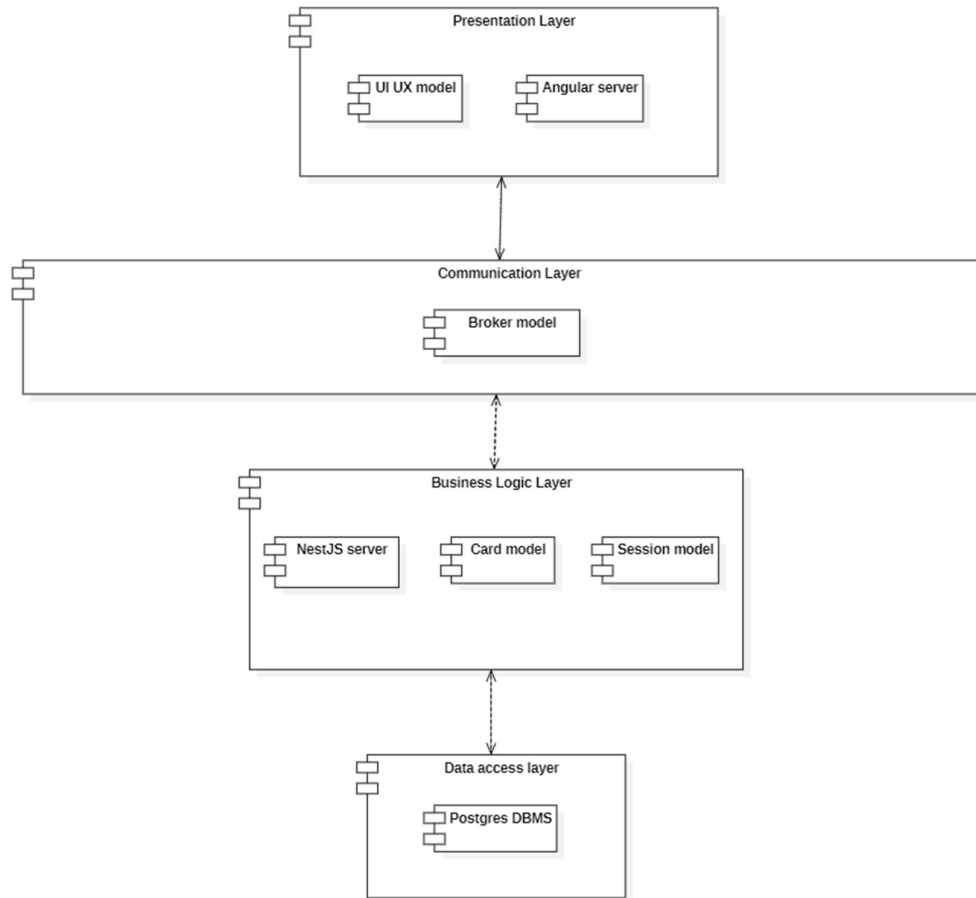 Presentation Layer
UI UX model
Angular server
Communication Layer
Broker model
Business Logic Layer
NestJS server
Card model
Session model
Data access layer
Postgres DBMS